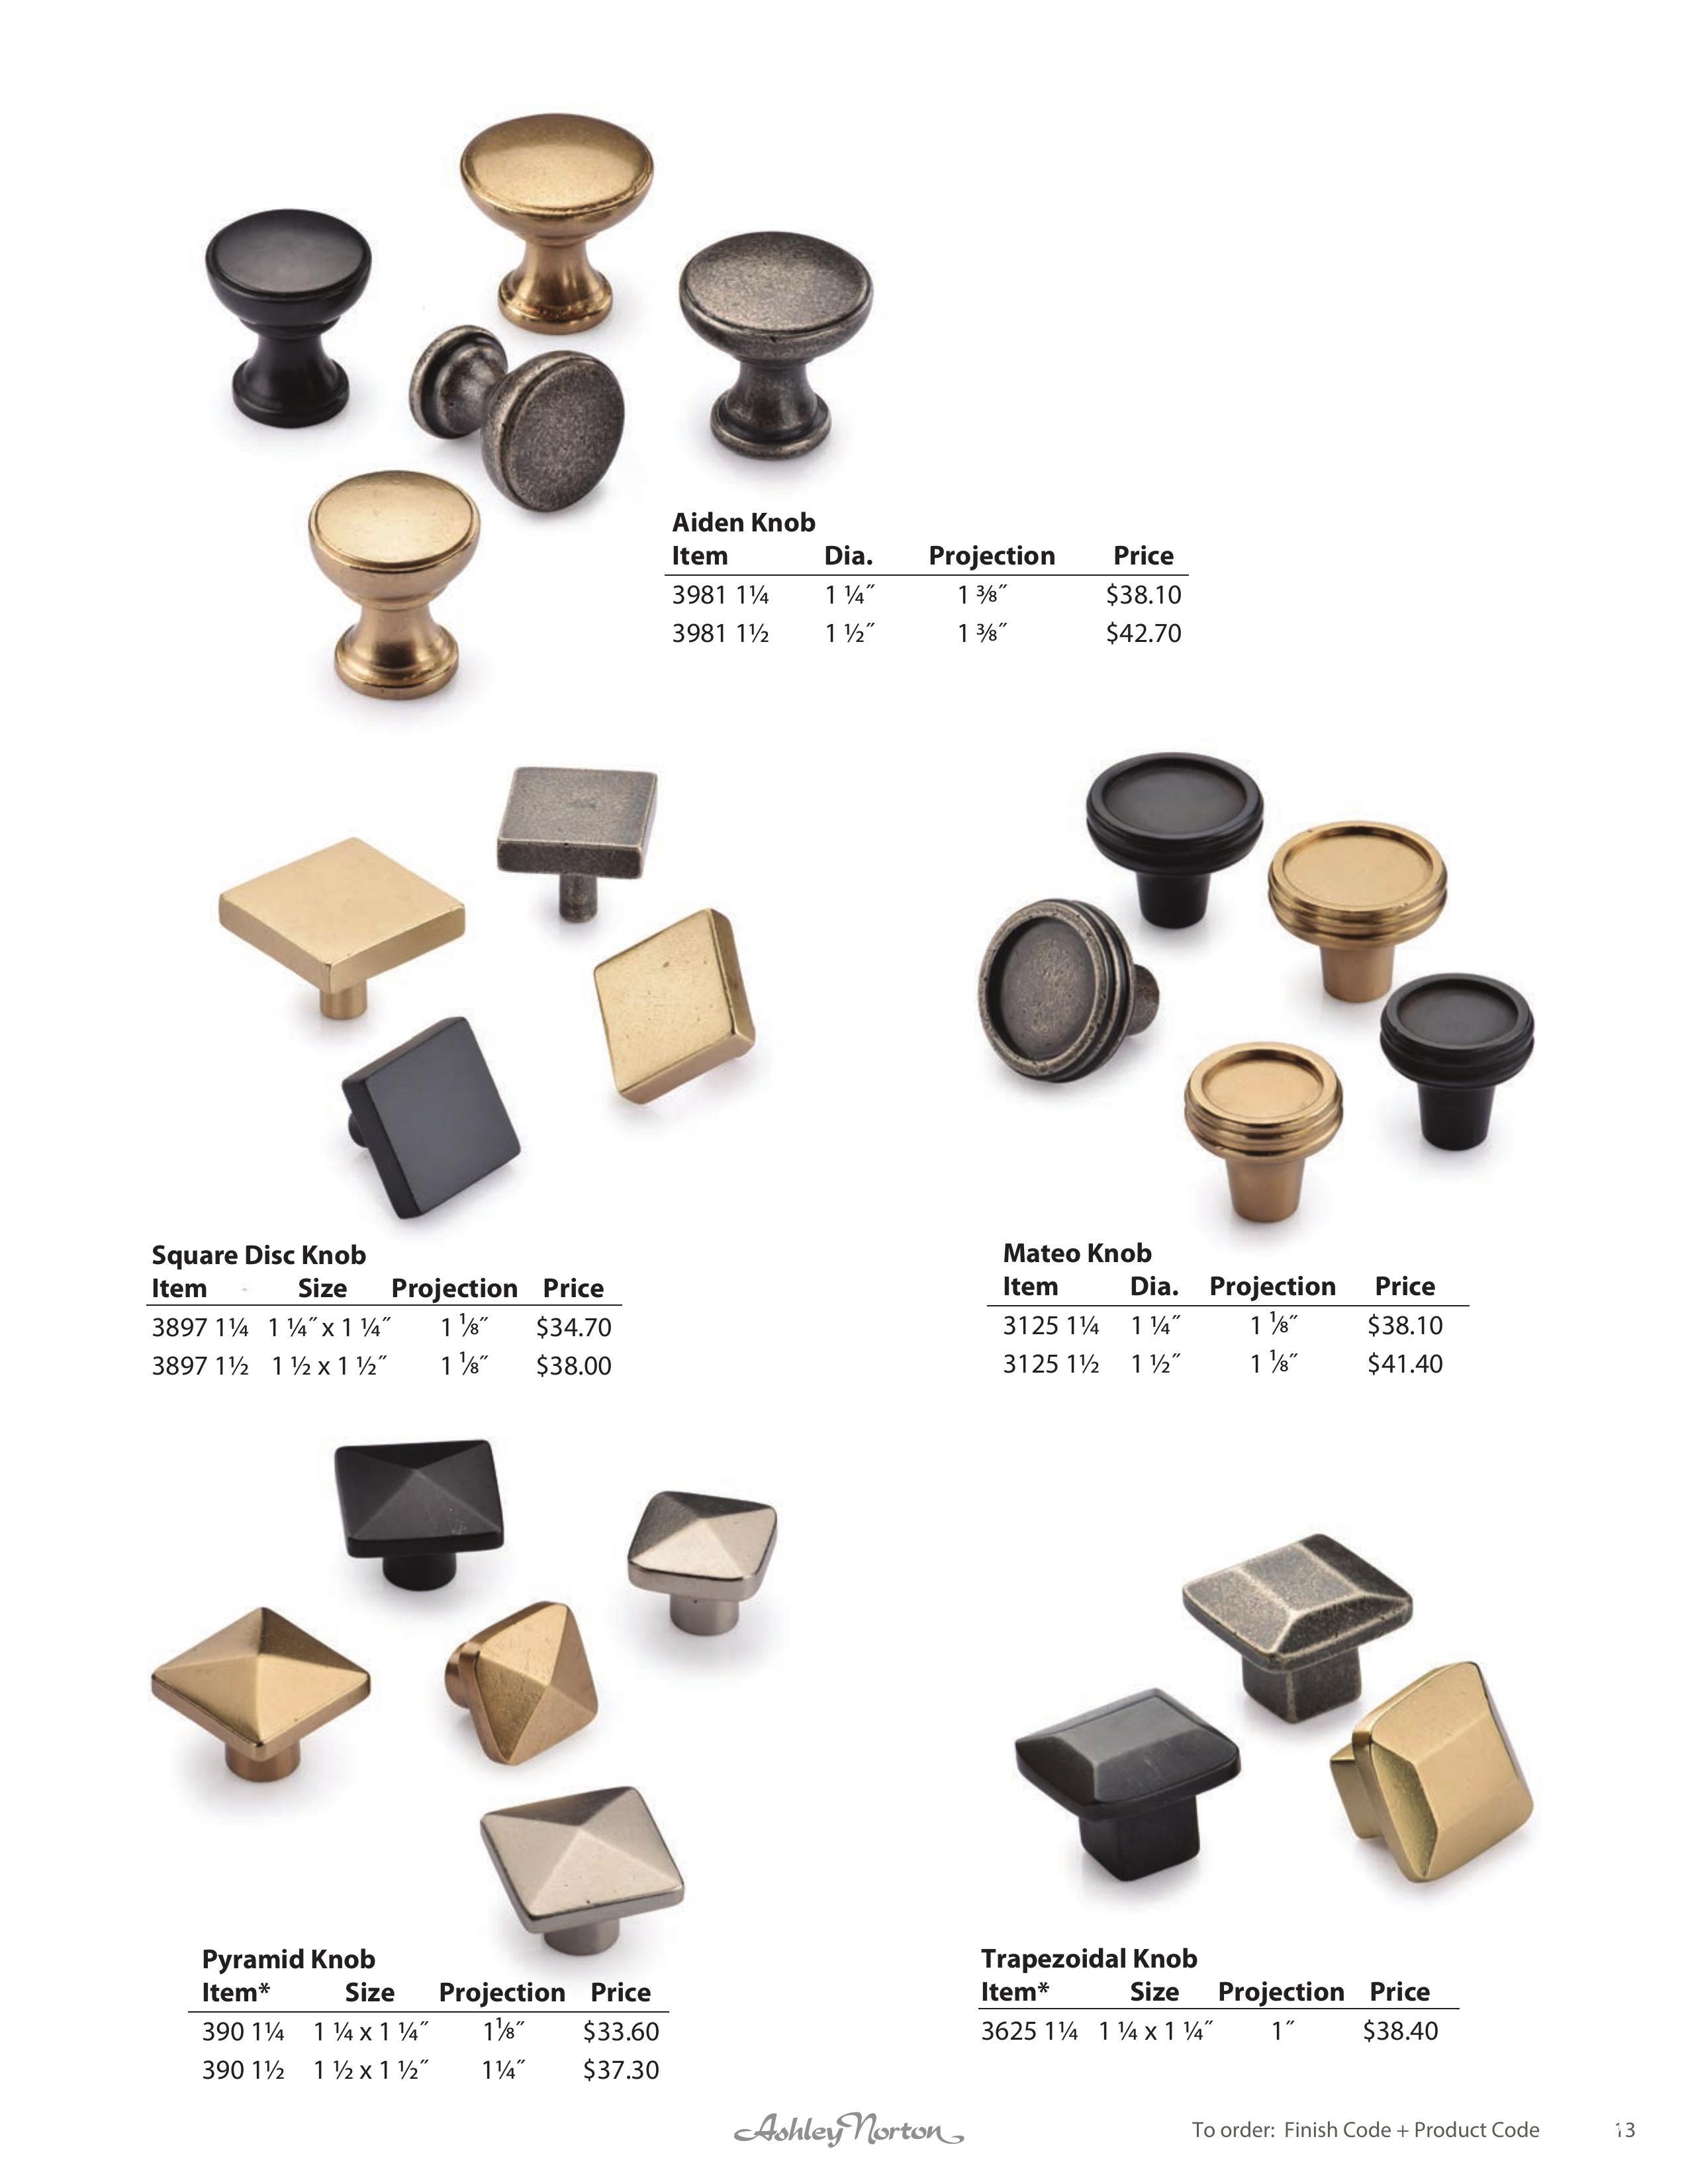 Aiden Knob
Item Dia. Projection Price
3981 1¼ 1 ¼˝ 1 ⅜˝ $38.10
3981 1½ 1 ½˝ 1 ⅜˝ $42.70
Square Disc Knob
Item Size Projection Price
3897 1¼ 1 ¼˝ x 1 ¼˝ 1 ⅛˝ $34.70
3897 1½ 1 ½ x 1 ½˝ 1 ⅛˝ $38.00
Mateo Knob
Item Dia. Projection Price
3125 1¼ 1 ¼˝ 1 ⅛˝ $38.10
3125 1½ 1 ½˝ 1 ⅛˝ $41.40
Pyramid Knob
Item* Size Projection Price
390 1¼ 1 ¼ x 1 ¼˝ 1⅛˝ $33.60
390 1½ 1 ½ x 1 ½˝ 1¼˝ $37.30
Trapezoidal Knob
Item* Size Projection Price
3625 1¼ 1 ¼ x 1 ¼˝ 1˝ $38.40
Ashley Norton
To order: Finish Code + Product Code 13